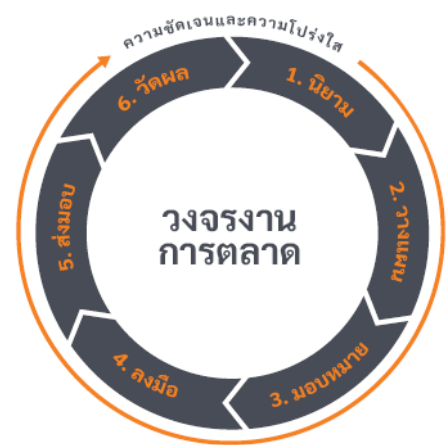 ความชัดเจนและความโปร่งใส
1. นิยาม
2. วางแผน
3. มอบหมาย
4. ลงมือ
5. ส่งมอบ
6. วัดผล
วงจรงาน
การตลาด